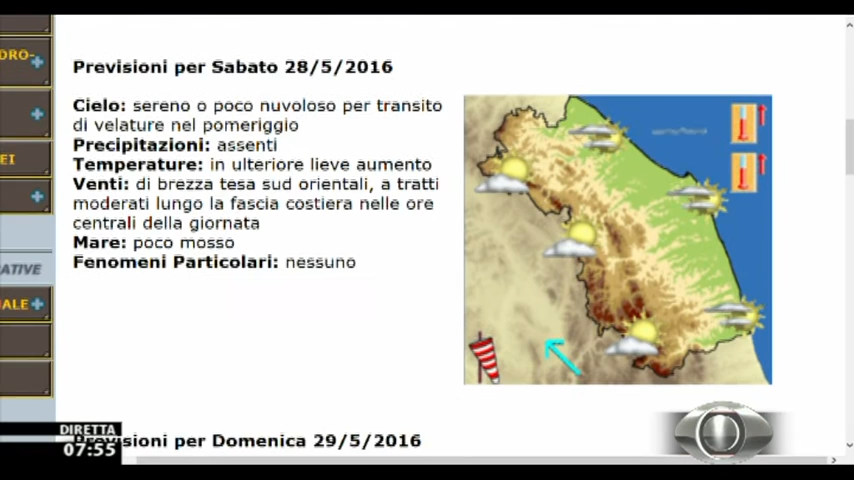 DRO-
EI
ATIVE
ALE
Previsioni per Sabato 28/5/2016
Cielo: sereno o poco nuvoloso per transito
di velature nel pomeriggio
Precipitazioni: assenti
Temperature: in ulteriore lieve aumento
Venti: di brezza tesa sud orientali, a tratti
moderati lungo la fascia costiera nelle ore
centrali della giornata
Mare: poco mosso
Fenomeni Particolari: nessuno
Previsioni per Domenica 29/5/2016
DIRETTA
07:55